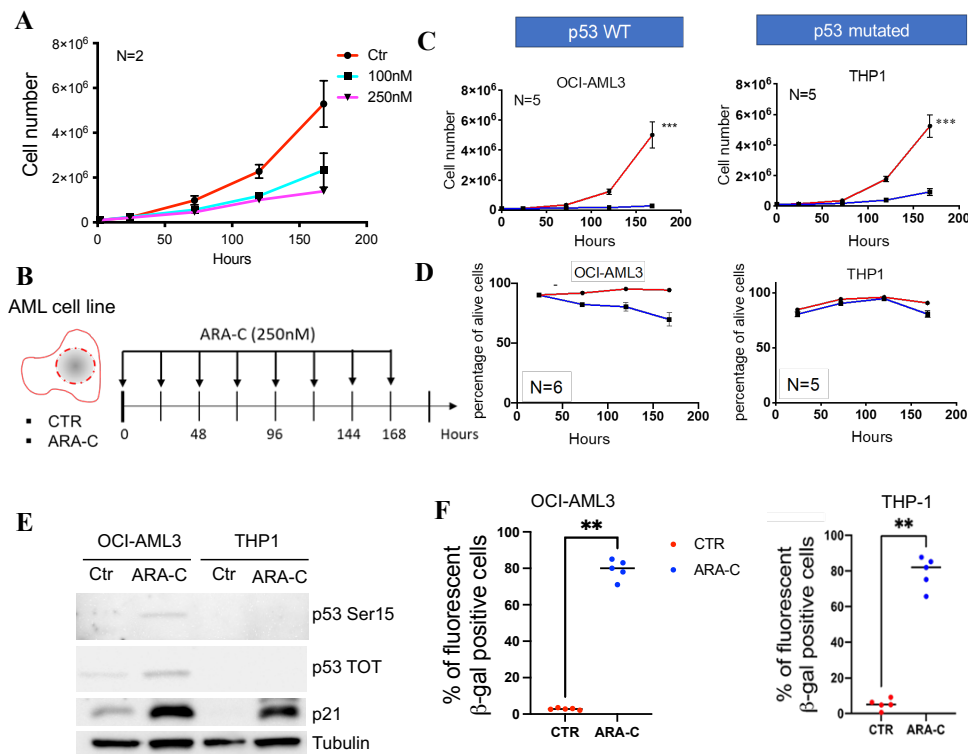 A
N=2
Ctr
100nM
250nM
Cell number
8×10⁶
6×10⁶
4×10⁶
2×10⁶
0
0 50 100 150 200
Hours
B
AML cell line
ARA-C (250nM)
CTR
ARA-C
0 48 96 144 168 Hours
C
p53 WT
p53 mutated
OCI-AML3
N=5
Cell number
8×10⁶
6×10⁶
4×10⁶
2×10⁶
0
***
0 50 100 150 200
Hours
THP1
N=5
Cell number
8×10⁶
6×10⁶
4×10⁶
2×10⁶
0
***
0 50 100 150 200
Hours
D
OCI-AML3
percentage of alive cells
100
50
0
N=6
0 50 100 150 200
Hours
THP1
percentage of alive cells
100
50
0
N=5
0 50 100 150 200
Hours
E
OCI-AML3 THP1
Ctr ARA-C Ctr ARA-C
p53 Ser15
p53 TOT
p21
Tubulin
F
OCI-AML3
**
% of fluorescent
β-gal positive cells
100
80
60
40
20
0
CTR ARA-C
CTR
ARA-C
THP-1
**
% of fluorescent
β-gal positive cells
100
80
60
40
20
0
CTR ARA-C